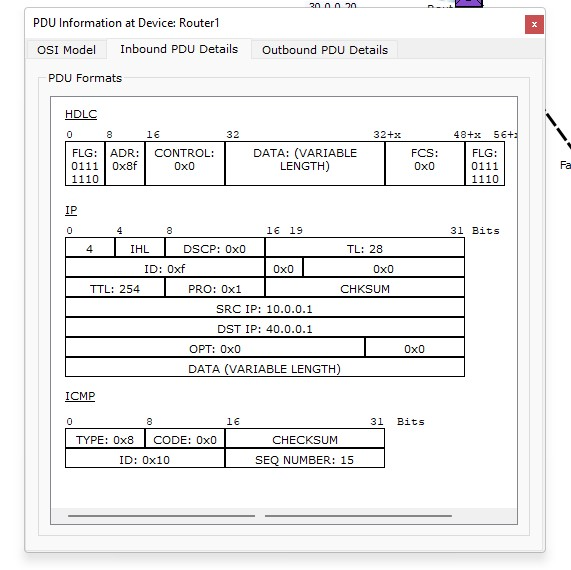 30.0.0.20
PDU Information at Device: Router1
x
OSI Model Inbound PDU Details Outbound PDU Details
PDU Formats
HDLC
0 8 16 32 32+x 48+x 56+x
FLG: 0111 1110 ADR: 0x8f CONTROL: 0x0 DATA: (VARIABLE LENGTH) FCS: 0x0 FLG: 0111 1110
IP
0 4 8 16 19 31 Bits
4 IHL DSCP: 0x0 TL: 28
ID: 0xf 0x0 0x0
TTL: 254 PRO: 0x1 CHKSUM
SRC IP: 10.0.0.1
DST IP: 40.0.0.1
OPT: 0x0 0x0
DATA (VARIABLE LENGTH)
ICMP
0 8 16 31 Bits
TYPE: 0x8 CODE: 0x0 CHECKSUM
ID: 0x10 SEQ NUMBER: 15
Fa